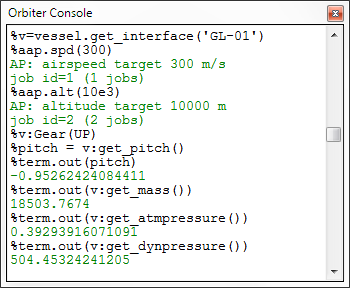 Orbiter Console
%v=vessel.get_interface('GL-01')
%aap.spd(300)
AP: airspeed target 300 m/s
job id=1 (1 jobs)
%aap.alt(10e3)
AP: altitude target 10000 m
job id=2 (2 jobs)
%v:Gear(UP)
%pitch = v:get_pitch()
%term.out(pitch)
-0.95262424084411
%term.out(v:get_mass())
18503.7674
%term.out(v:get_atmpressure())
0.39293916071091
%term.out(v:get_dynpressure())
504.45324241205